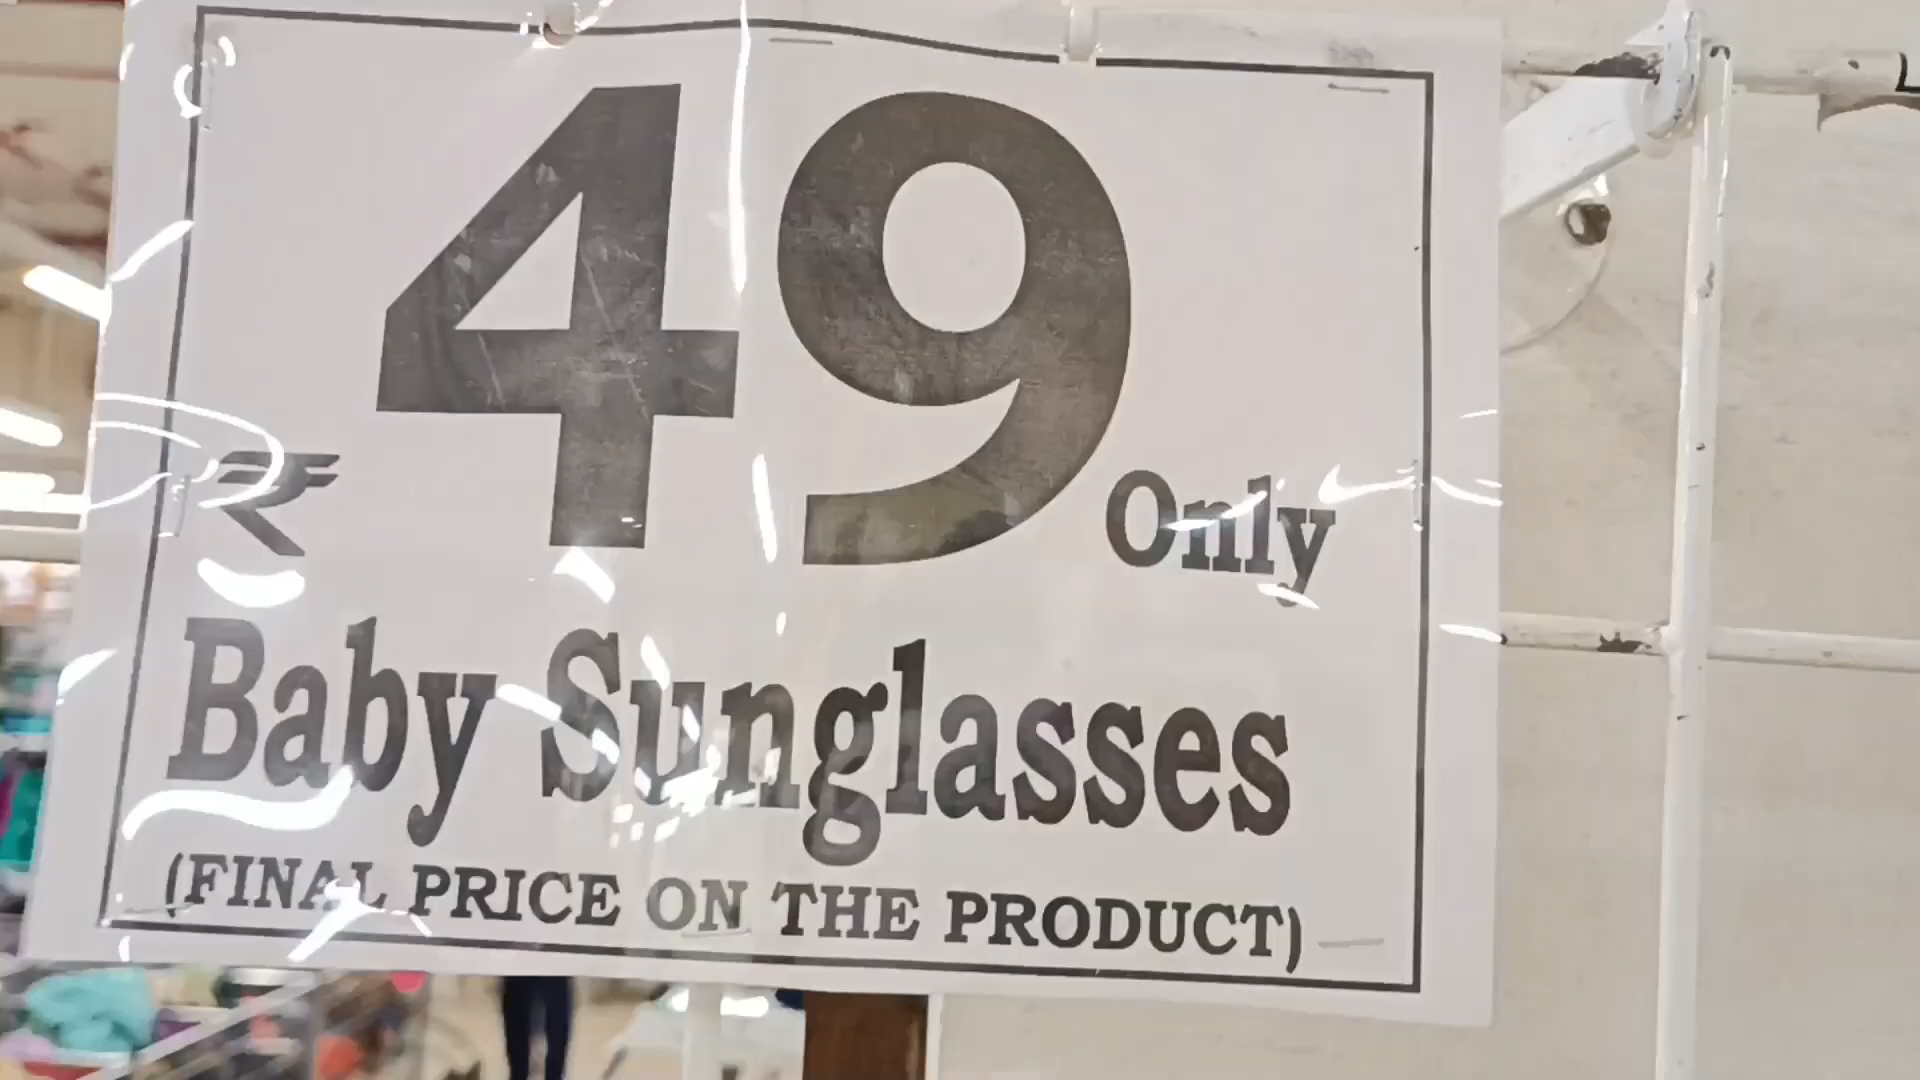 ₹ 49 Only
Baby Sunglasses
(FINAL PRICE ON THE PRODUCT)